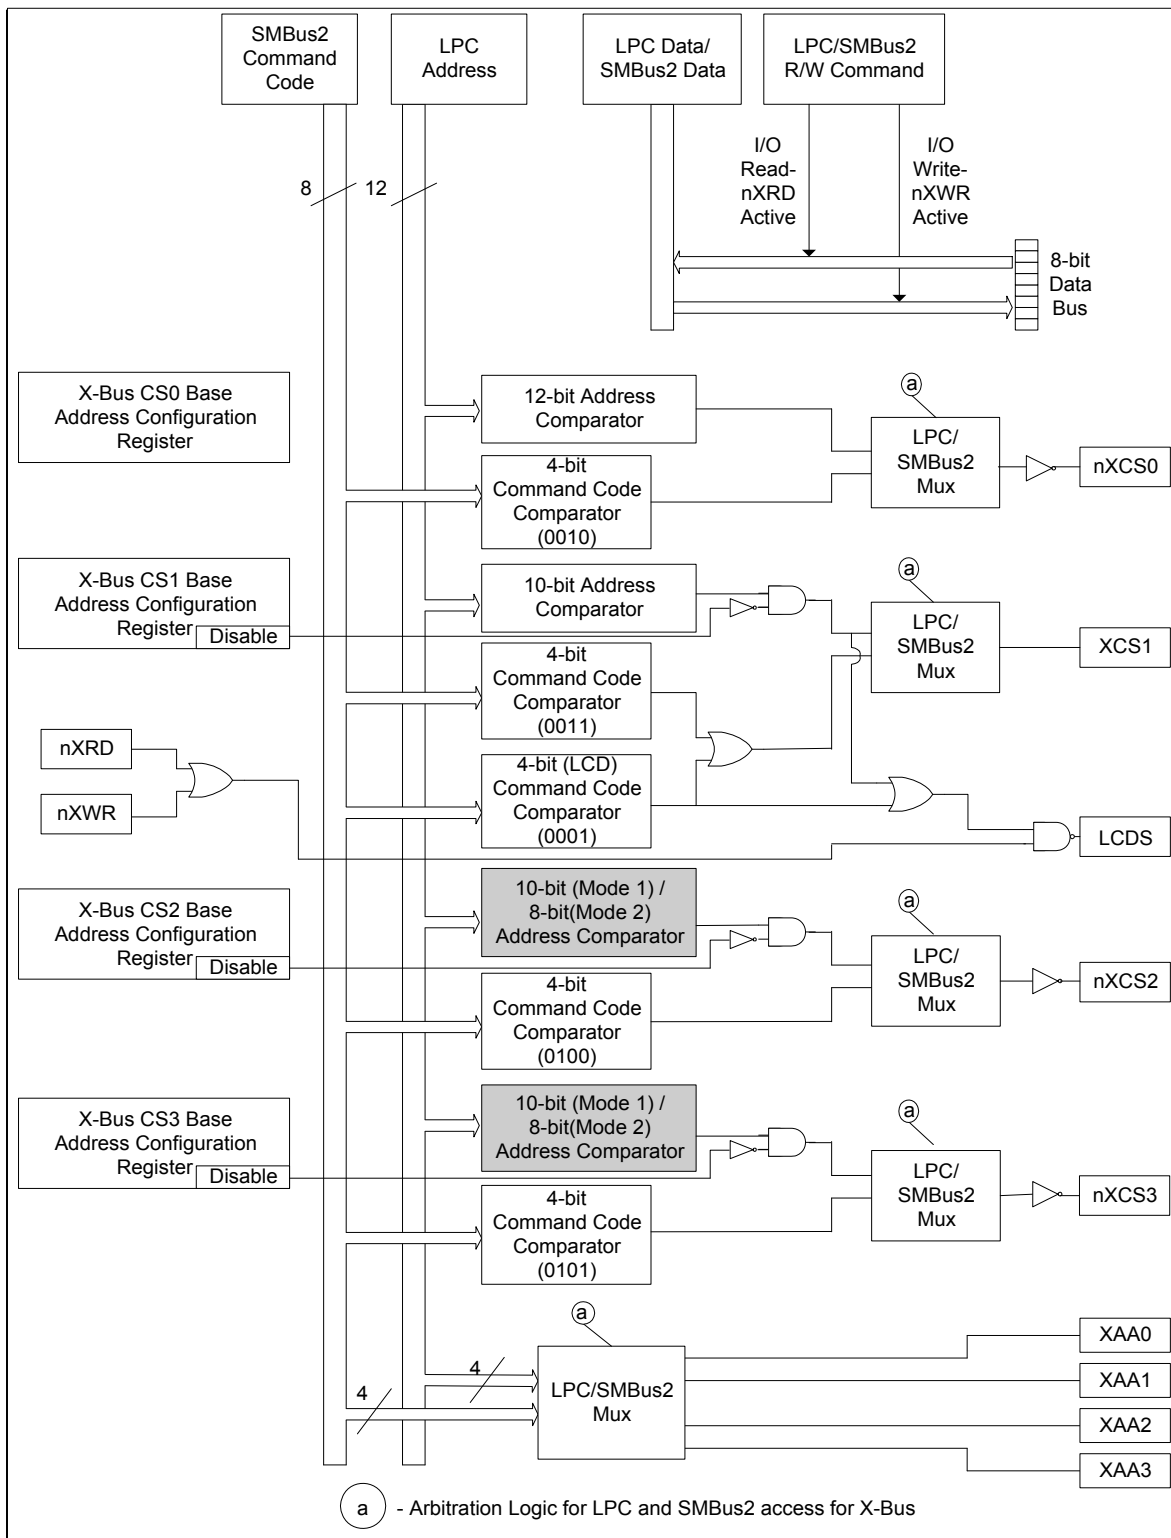 SMBus2
Command
Code
LPC
Address
LPC Data/
SMBus2 Data
LPC/SMBus2
R/W Command
8
12
I/O
Read-
nXRD
Active
I/O
Write-
nXWR
Active
8-bit
Data
Bus
X-Bus CS0 Base
Address Configuration
Register
12-bit Address
Comparator
4-bit
Command Code
Comparator
(0010)
a
LPC/
SMBus2
Mux
nXCS0
X-Bus CS1 Base
Address Configuration
Register
Disable
10-bit Address
Comparator
4-bit
Command Code
Comparator
(0011)
a
LPC/
SMBus2
Mux
XCS1
nXRD
nXWR
4-bit (LCD)
Command Code
Comparator
(0001)
LCDS
X-Bus CS2 Base
Address Configuration
Register
Disable
10-bit (Mode 1) /
8-bit(Mode 2)
Address Comparator
4-bit
Command Code
Comparator
(0100)
a
LPC/
SMBus2
Mux
nXCS2
X-Bus CS3 Base
Address Configuration
Register
Disable
10-bit (Mode 1) /
8-bit(Mode 2)
Address Comparator
4-bit
Command Code
Comparator
(0101)
a
LPC/
SMBus2
Mux
nXCS3
4
4
a
LPC/SMBus2
Mux
XAA0
XAA1
XAA2
XAA3
a - Arbitration Logic for LPC and SMBus2 access for X-Bus